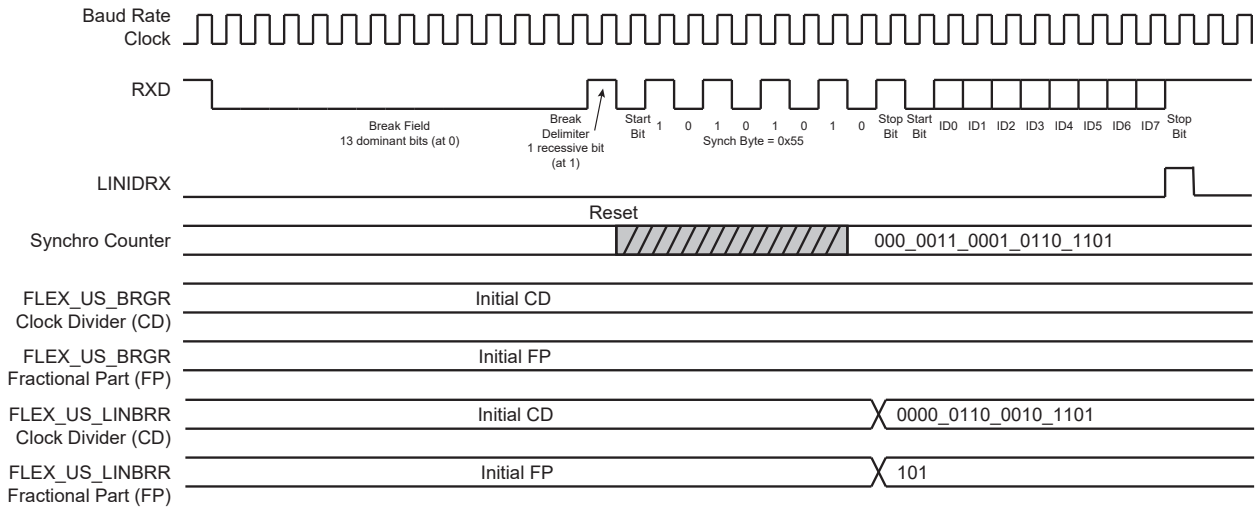 Baud Rate
Clock
RXD
Break Field
13 dominant bits (at 0)
Break
Delimiter
1 recessive bit
(at 1)
Start
Bit
1 0 1 0 1 0 1 0
Synch Byte = 0x55
Stop
Bit
Start
Bit
ID0 ID1 ID2 ID3 ID4 ID5 ID6 ID7
Stop
Bit
LINIDRX
Reset
Synchro Counter
000_0011_0001_0110_1101
FLEX_US_BRGR
Clock Divider (CD)
Initial CD
FLEX_US_BRGR
Fractional Part (FP)
Initial FP
FLEX_US_LINBRR
Clock Divider (CD)
Initial CD
0000_0110_0010_1101
FLEX_US_LINBRR
Fractional Part (FP)
Initial FP
101